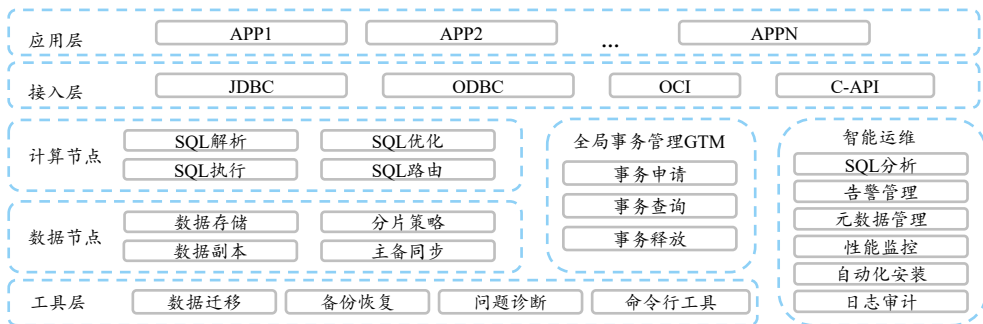 应用层
APP1
APP2
...
APPN
接入层
JDBC
ODBC
OCI
C-API
计算节点
SQL解析
SQL优化
SQL执行
SQL路由
数据节点
数据存储
分片策略
数据副本
主备同步
全局事务管理GTM
事务申请
事务查询
事务释放
智能运维
SQL分析
告警管理
元数据管理
性能监控
自动化安装
日志审计
工具层
数据迁移
备份恢复
问题诊断
命令行工具